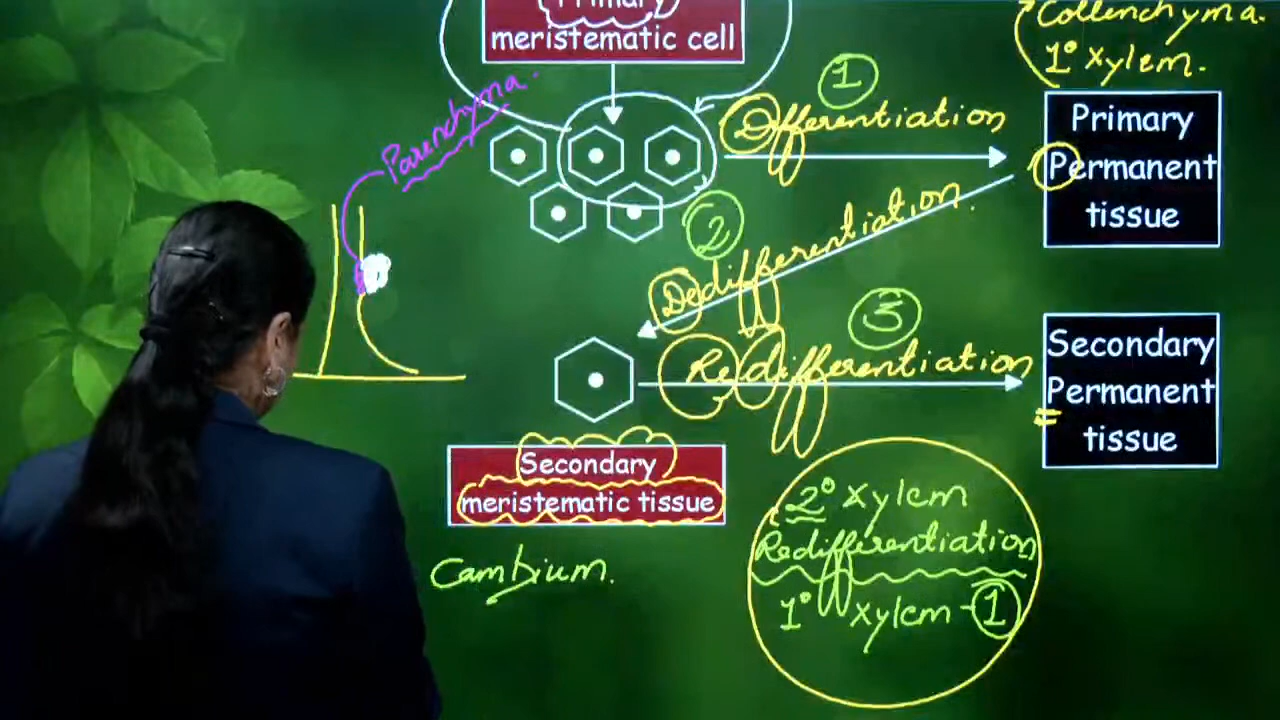 Primary
meristematic cell
Collenchyma.
1° Xylem.
Parenchyma.
1
Differentiation
Primary
Permanent
tissue
2
Dedifferentiation.
3
Redifferentiation
Secondary
Permanent
tissue
Secondary
meristematic tissue
Cambium.
2° Xylem
Redifferentiation
1° Xylem - 1